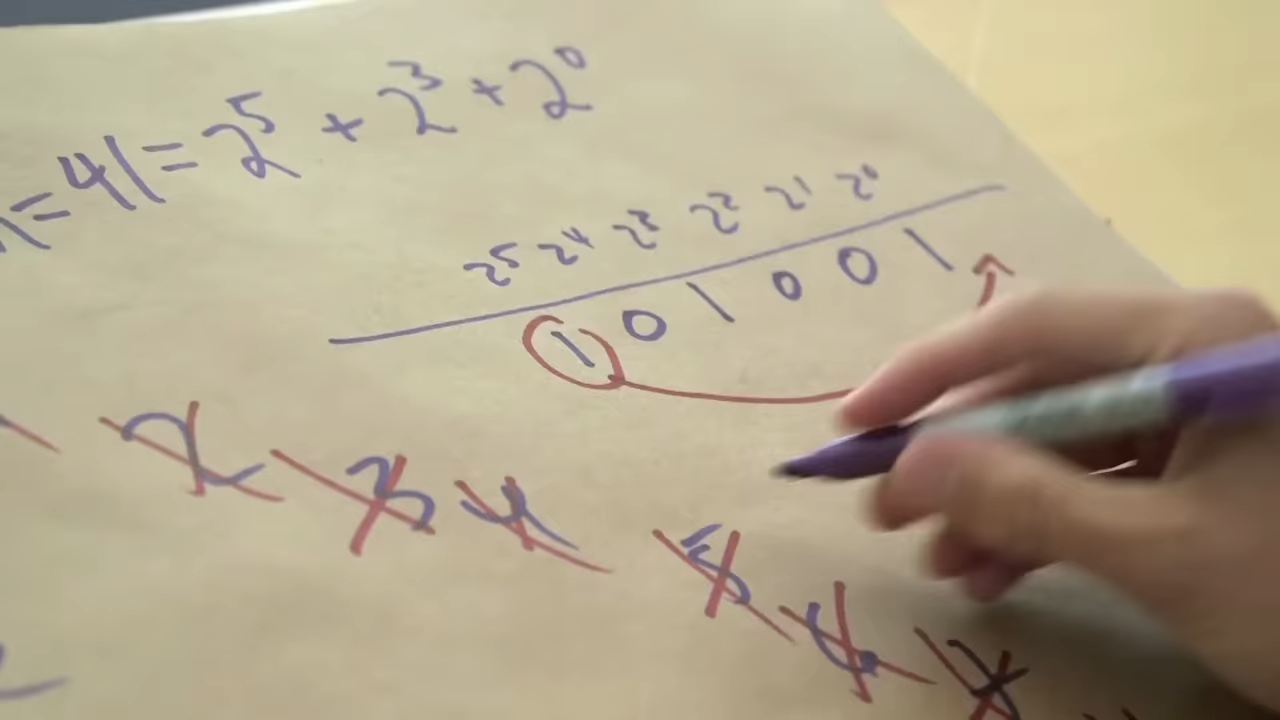 n=41=2⁵+2³+2⁰
2⁵ 2⁴ 2³ 2² 2¹ 2⁰
1 0 1 0 0 1
2 3 4 5 6 7